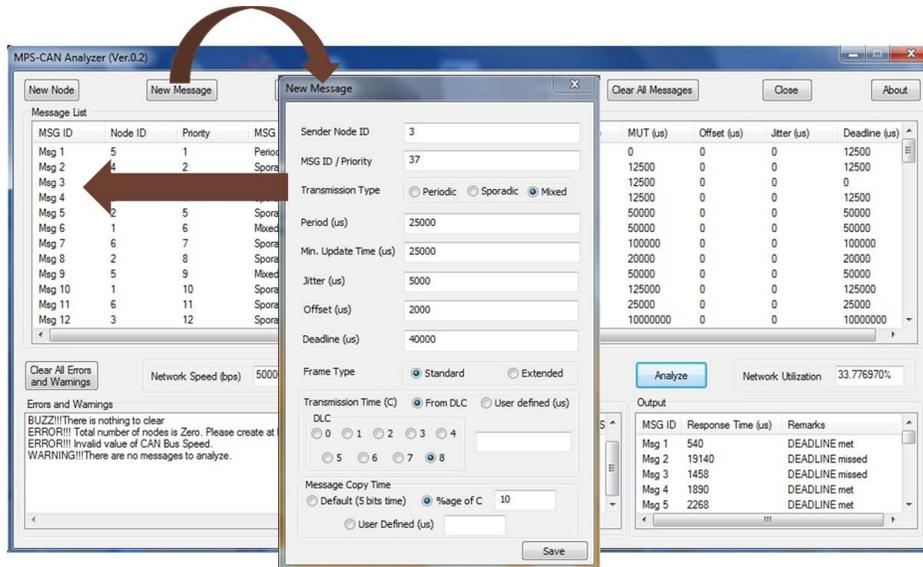 MPS-CAN Analyzer (Ver.0.2)
New Node New Message Clear All Messages Close About
Message List
MSG ID Node ID Priority MSG MUT (us) Offset (us) Jitter (us) Deadline (us)
Msg 1 5 1 Period 0 0 0 12500
Msg 2 4 2 Spora 12500 0 0 12500
Msg 3 12500 0 0 0
Msg 4 12500 0 0 12500
Msg 5 2 5 Spora 50000 0 0 50000
Msg 6 1 6 Mixed 50000 0 0 50000
Msg 7 6 7 Spora 100000 0 0 100000
Msg 8 2 8 Spora 20000 0 0 20000
Msg 9 5 9 Mixed 50000 0 0 50000
Msg 10 1 10 Spora 125000 0 0 125000
Msg 11 6 11 Spora 25000 0 0 25000
Msg 12 3 12 Spora 10000000 0 0 10000000
New Message
Sender Node ID 3
MSG ID / Priority 37
Transmission Type Periodic Sporadic Mixed
Period (us) 25000
Min. Update Time (us) 25000
Jitter (us) 5000
Offset (us) 2000
Deadline (us) 40000
Frame Type Standard Extended
Transmission Time (C) From DLC User defined (us)
DLC
0 1 2 3 4
5 6 7 8
Message Copy Time
Default (5 bits time) %age of C 10
User Defined (us)
Save
Clear All Errors
and Warnings
Network Speed (bps) 5000
Analyze Network Utilization 33.776970%
Errors and Warnings
BUZZ!!!There is nothing to clear
ERROR!!! Total number of nodes is Zero. Please create at
ERROR!!! Invalid value of CAN Bus Speed.
WARNING!!!There are no messages to analyze.
Output
MSG ID Response Time (us) Remarks
Msg 1 540 DEADLINE met
Msg 2 19140 DEADLINE missed
Msg 3 1458 DEADLINE missed
Msg 4 1890 DEADLINE met
Msg 5 2268 DEADLINE met